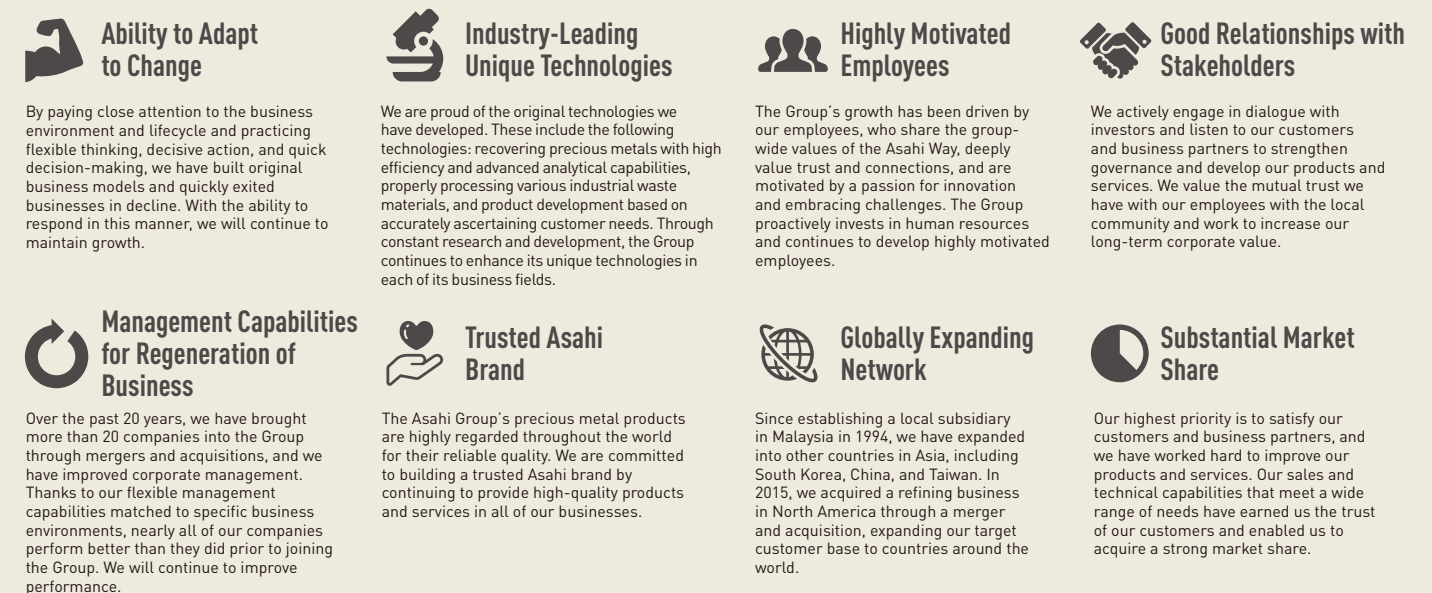 Ability to Adapt
to Change
By paying close attention to the business
environment and lifecycle and practicing
flexible thinking, decisive action, and quick
decision-making, we have built original
business models and quickly exited
businesses in decline. With the ability to
respond in this manner, we will continue to
maintain growth.
Industry-Leading
Unique Technologies
We are proud of the original technologies we
have developed. These include the following
technologies: recovering precious metals with high
efficiency and advanced analytical capabilities,
properly processing various industrial waste
materials, and product development based on
accurately ascertaining customer needs. Through
constant research and development, the Group
continues to enhance its unique technologies in
each of its business fields.
Highly Motivated
Employees
The Group's growth has been driven by
our employees, who share the group-
wide values of the Asahi Way, deeply
value trust and connections, and are
motivated by a passion for innovation
and embracing challenges. The Group
proactively invests in human resources
and continues to develop highly motivated
employees.
Good Relationships with
Stakeholders
We actively engage in dialogue with
investors and listen to our customers
and business partners to strengthen
governance and develop our products and
services. We value the mutual trust we
have with our employees with the local
community and work to increase our
long-term corporate value.
Management Capabilities
for Regeneration of
Business
Over the past 20 years, we have brought
more than 20 companies into the Group
through mergers and acquisitions, and we
have improved corporate management.
Thanks to our flexible management
capabilities matched to specific business
environments, nearly all of our companies
perform better than they did prior to joining
the Group. We will continue to improve
performance.
Trusted Asahi
Brand
The Asahi Group's precious metal products
are highly regarded throughout the world
for their reliable quality. We are committed
to building a trusted Asahi brand by
continuing to provide high-quality products
and services in all of our businesses.
Globally Expanding
Network
Since establishing a local subsidiary
in Malaysia in 1994, we have expanded
into other countries in Asia, including
South Korea, China, and Taiwan. In
2015, we acquired a refining business
in North America through a merger
and acquisition, expanding our target
customer base to countries around the
world.
Substantial Market
Share
Our highest priority is to satisfy our
customers and business partners, and
we have worked hard to improve our
products and services. Our sales and
technical capabilities that meet a wide
range of needs have earned us the trust
of our customers and enabled us to
acquire a strong market share.